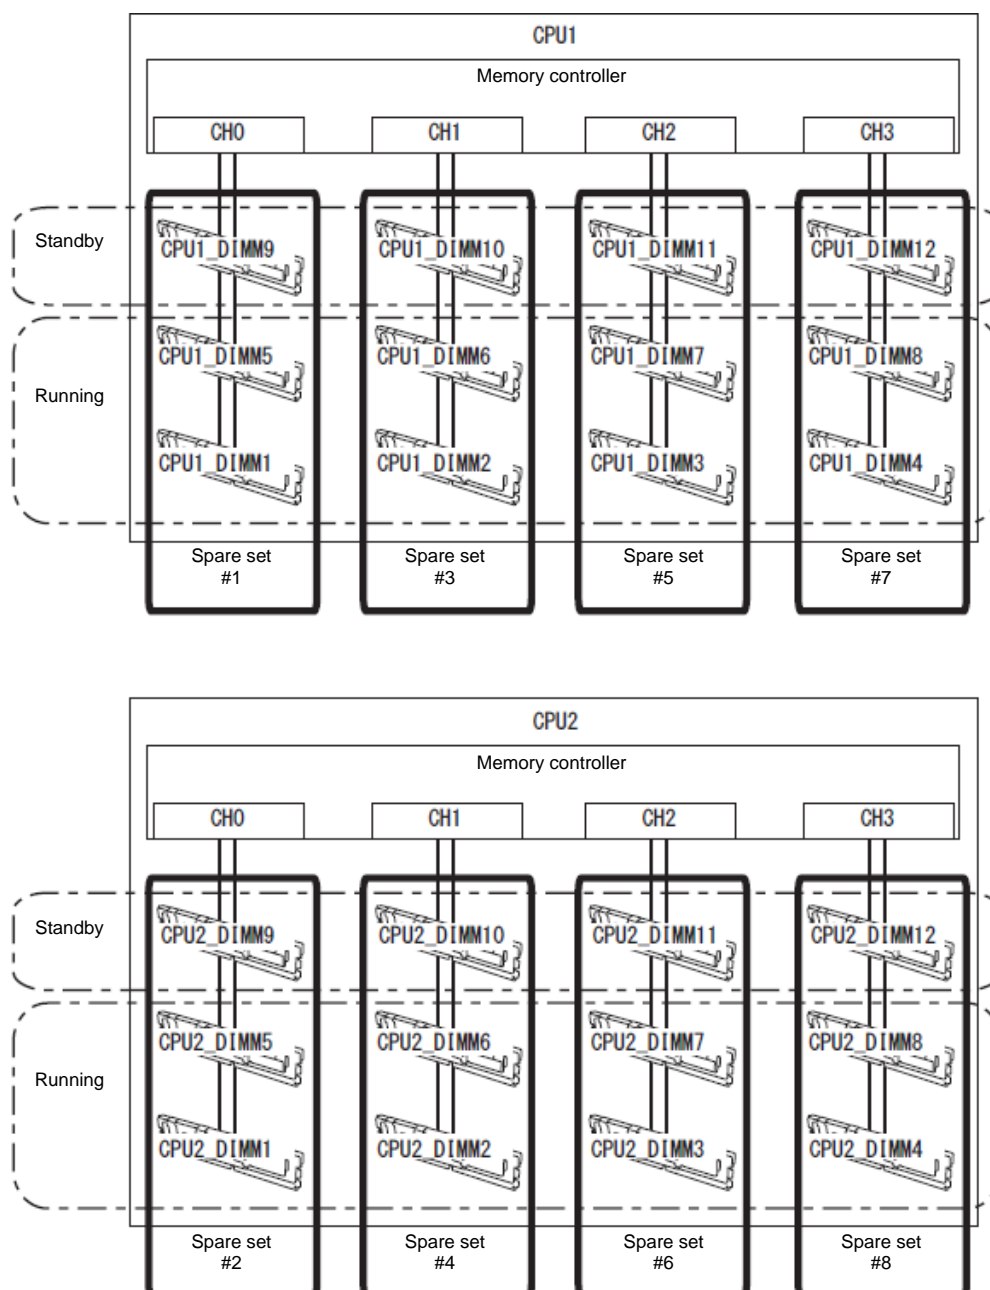 CPU1
Memory controller
CH0 CH1 CH2 CH3
Standby CPU1_DIMM9 CPU1_DIMM10 CPU1_DIMM11 CPU1_DIMM12
CPU1_DIMM5 CPU1_DIMM6 CPU1_DIMM7 CPU1_DIMM8
Running
CPU1_DIMM1 CPU1_DIMM2 CPU1_DIMM3 CPU1_DIMM4
Spare set Spare set Spare set Spare set
#1 #3 #5 #7
CPU2
Memory controller
CH0 CH1 CH2 CH3
Standby CPU2_DIMM9 CPU2_DIMM10 CPU2_DIMM11 CPU2_DIMM12
CPU2_DIMM5 CPU2_DIMM6 CPU2_DIMM7 CPU2_DIMM8
Running
CPU2_DIMM1 CPU2_DIMM2 CPU2_DIMM3 CPU2_DIMM4
Spare set Spare set Spare set Spare set
#2 #4 #6 #8